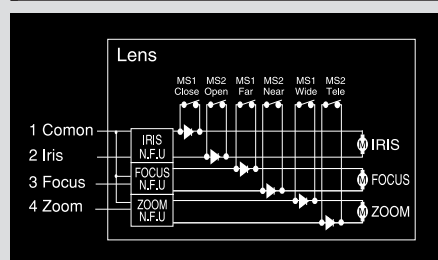 Lens
MS1 MS2 MS1 MS2 MS1 MS2
Close Open Far Near Wide Tele
1 Comon
2 Iris
3 Focus
4 Zoom
IRIS
N.F.U
FOCUS
N.F.U
ZOOM
N.F.U
M IRIS
M FOCUS
M ZOOM